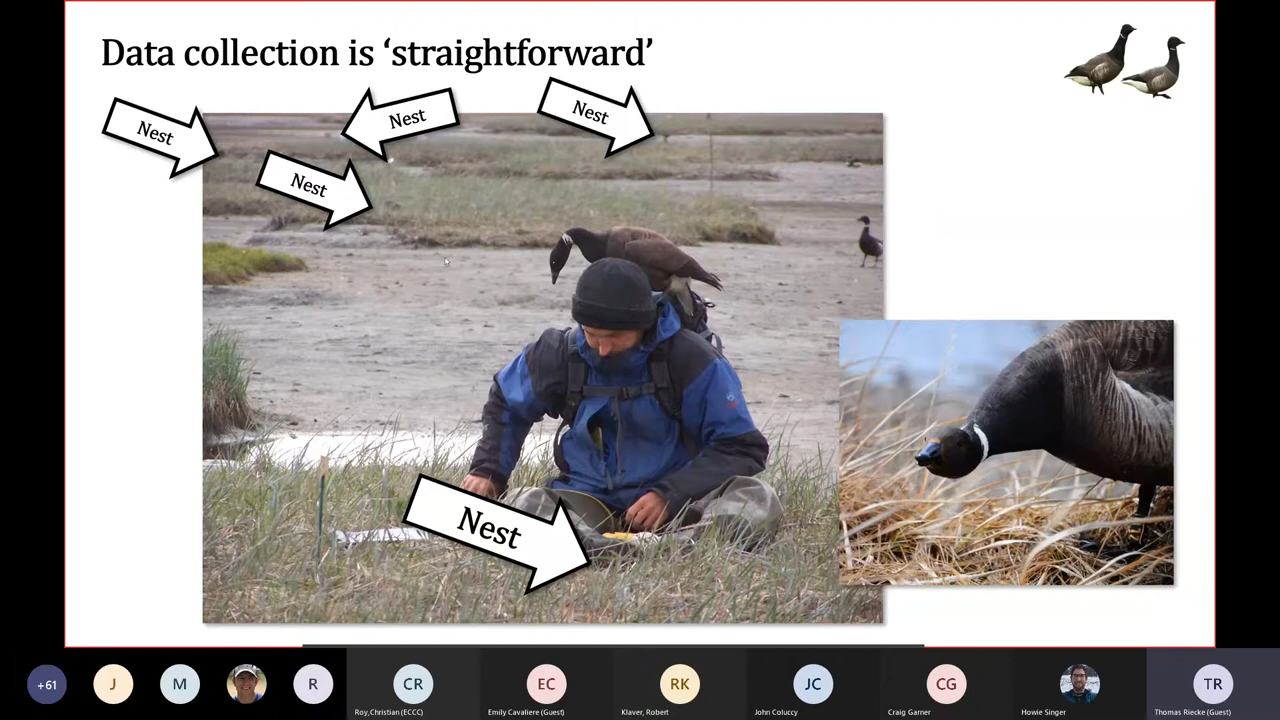 Data collection is ‘straightforward’
Nest
Nest
Nest
Nest
Nest
+61
J
M
R
CR
EC
RK
JC
CG
TR
Roy,Christian (ECCC)
Emily Cavaliere (Guest)
Klaver, Robert
John Coluccy
Craig Garner
Howie Singer
Thomas Riecke (Guest)